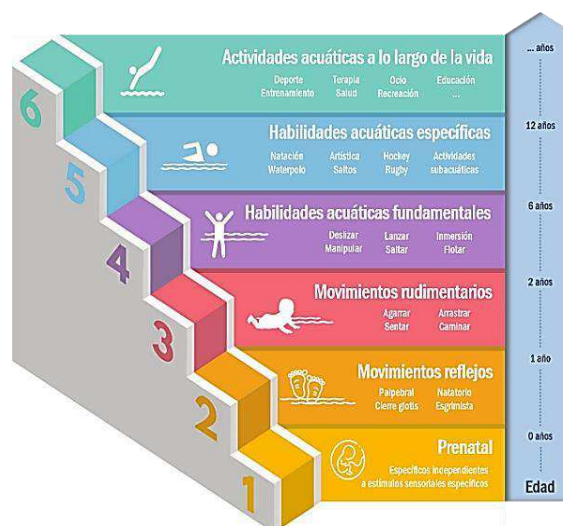 Actividades acuáticas a lo largo de la vida
Deporte Terapia Ocio Educación
Entrenamiento Salud Recreación ...
6
... años
Habilidades acuáticas específicas
Natación Artística Hockey Actividades
Waterpolo Saltos Rugby subacuáticas
5
12 años
Habilidades acuáticas fundamentales
Deslizar Lanzar Inmersión
Manipular Saltar Flotar
4
6 años
Movimientos rudimentarios
Agarrar Arrastrar
Sentar Caminar
3
2 años
Movimientos reflejos
Palpebral Natatorio
Cierre glotis Esgrimista
2
1 año
Prenatal
Específicos independientes
a estímulos sensoriales específicos
1
0 años
Edad